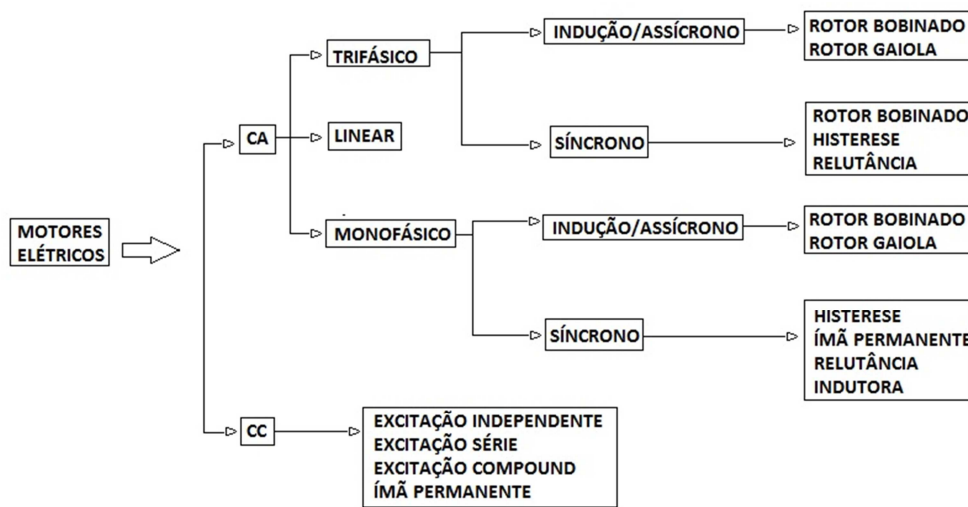 MOTORES
ELÉTRICOS
CA
TRIFÁSICO
INDUÇÃO/ASSÍCRONO
ROTOR BOBINADO
ROTOR GAIOLA
SÍNCRONO
ROTOR BOBINADO
HISTERESE
RELUTÂNCIA
LINEAR
MONOFÁSICO
INDUÇÃO/ASSÍCRONO
ROTOR BOBINADO
ROTOR GAIOLA
SÍNCRONO
HISTERESE
ÍMÃ PERMANENTE
RELUTÂNCIA
INDUTORA
CC
EXCITAÇÃO INDEPENDENTE
EXCITAÇÃO SÉRIE
EXCITAÇÃO COMPOUND
ÍMÃ PERMANENTE